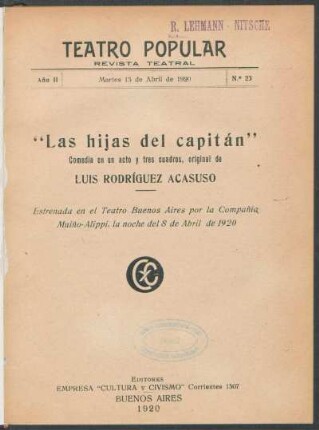 R. LEHMANN - NITSCHE
TEATRO POPULAR
REVISTA TEATRAL
Año II Martes 13 de Abril de 1920 N.º 23
"Las hijas del capitán"
Comedia en un acto y tres cuadros, original de
LUIS RODRÍGUEZ ACASUSO
Estrenada en el Teatro Buenos Aires por la Compañía
Muiño-Alippi, la noche del 8 de Abril de 1920
EDITORES
EMPRESA "CULTURA y CIVISMO" Corrientes 1367
BUENOS AIRES
1920